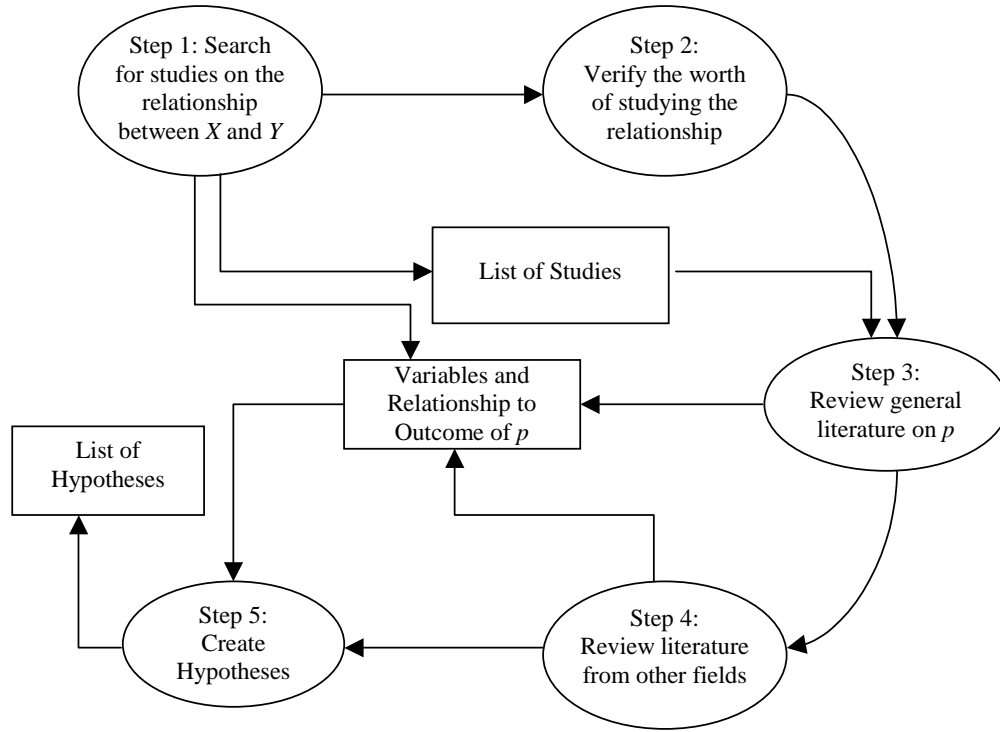 Step 1: Search
for studies on the
relationship
between X and Y
Step 2:
Verify the worth
of studying the
relationship
List of Studies
Variables and
Relationship to
Outcome of p
Step 3:
Review general
literature on p
List of
Hypotheses
Step 5:
Create
Hypotheses
Step 4:
Review literature
from other fields